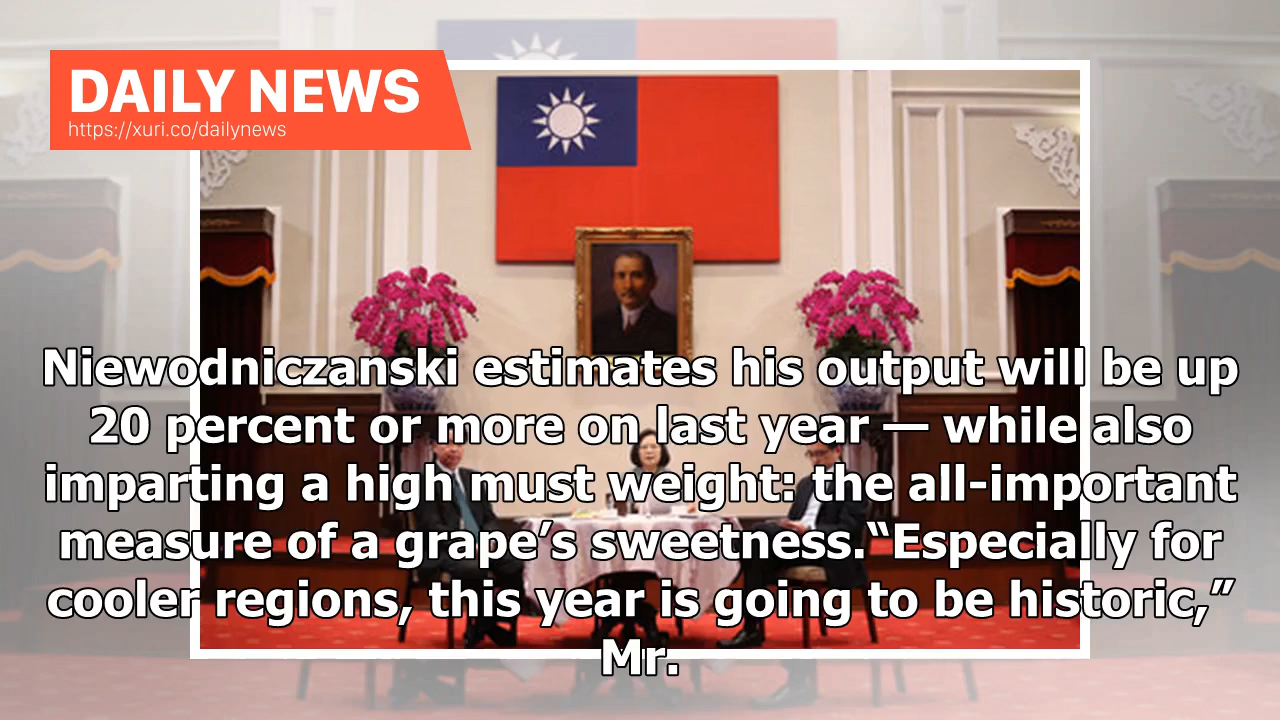 DAILY NEWS
https://xuri.co/dailynews
Niewodniczanski estimates his output will be up
20 percent or more on last year — while also
imparting a high must weight: the all-important
measure of a grape’s sweetness.“Especially for
cooler regions, this year is going to be historic,”
Mr.